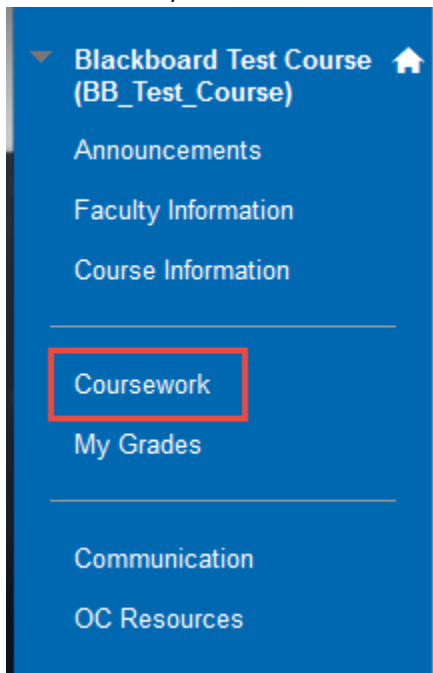 Blackboard Test Course
(BB_Test_Course)
Announcements
Faculty Information
Course Information
Coursework
My Grades
Communication
OC Resources